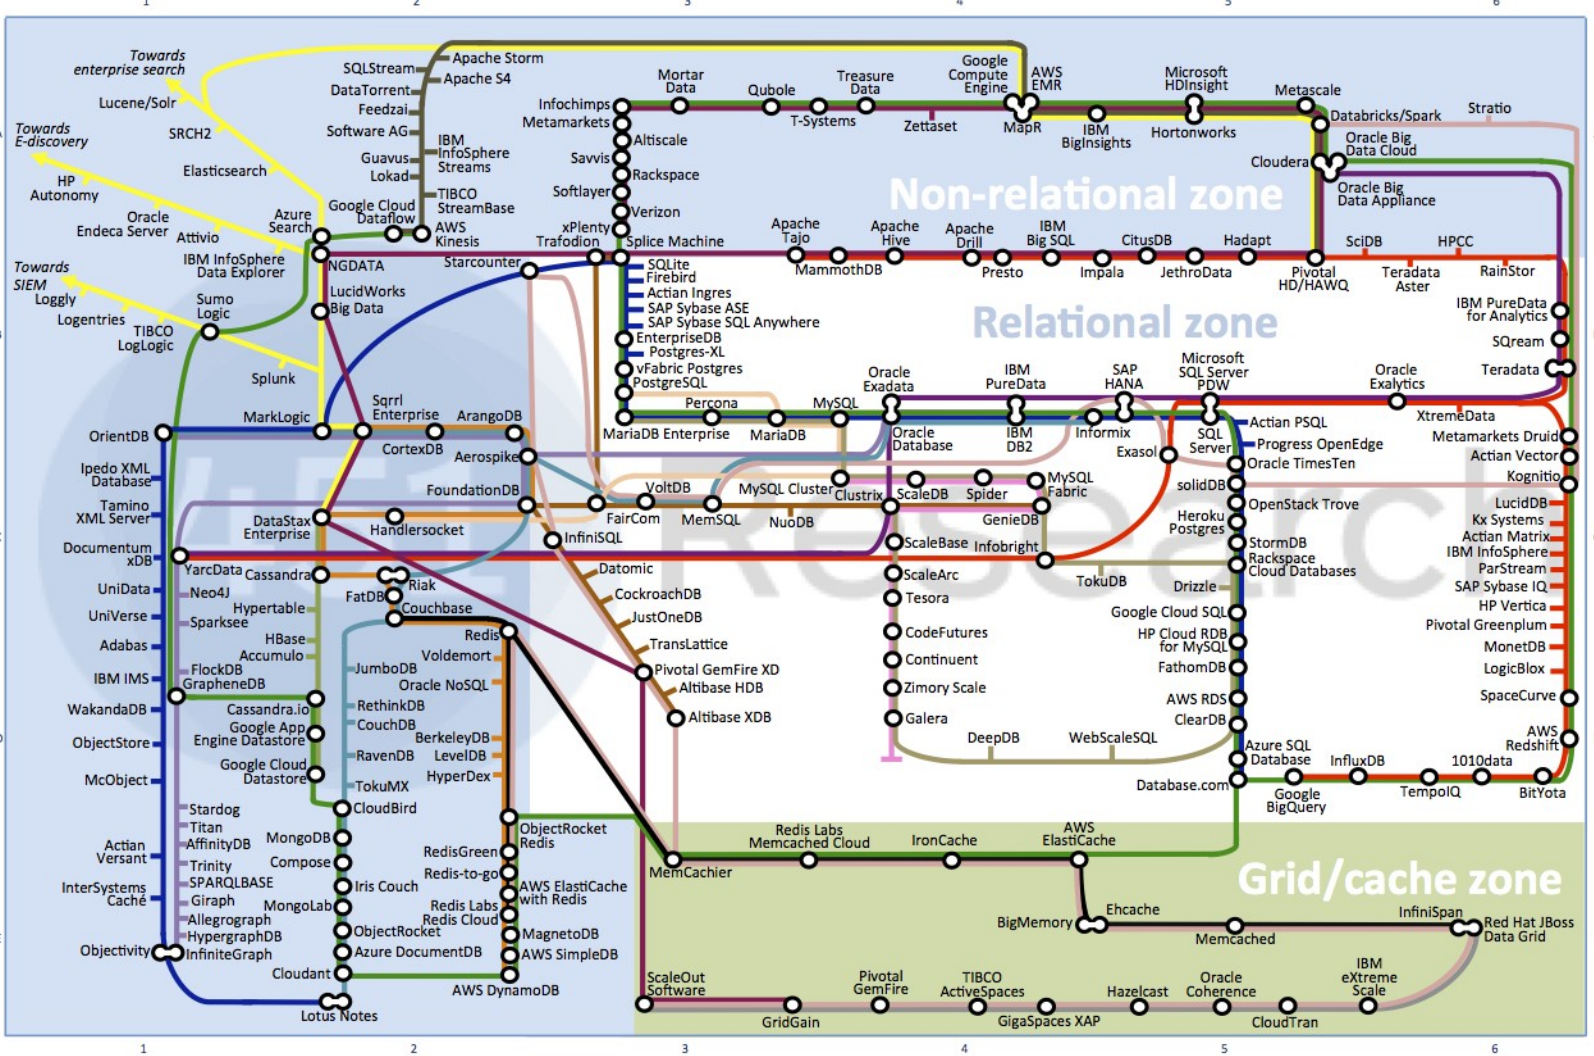 1 2 3 4 5 6
Towards
enterprise search
Lucene/Solr
SRCH2
Elasticsearch
Towards
E-discovery
HP
Autonomy
Oracle
Endeca Server
Attivio
IBM InfoSphere
Data Explorer
Towards
SIEM
Loggly
Logentries
TIBCO
LogLogic
Splunk
Sumo
Logic
Azure
Search
NGDATA
LucidWorks
Big Data
SQLStream
DataTorrent
Feedzai
Software AG
Guavus
Lokad
Google Cloud
Dataflow
Apache Storm
Apache S4
IBM
InfoSphere
Streams
TIBCO
StreamBase
AWS
Kinesis
Infochimps
Metamarkets
Altiscale
Savvis
Rackspace
Softlayer
Verizon
xPlenty
Trafodion
Splice Machine
Starcounter
Mortar
Data
Qubole
T-Systems
Treasure
Data
Zettaset
Google
Compute
Engine
AWS
EMR
MapR
IBM
BigInsights
Microsoft
HDInsight
Hortonworks
Metascale
Databricks/Spark
Stratio
Oracle Big
Data Cloud
Cloudera
Oracle Big
Data Appliance
Non-relational zone
Apache
Tajo
MammothDB
Apache
Hive
Apache
Drill
Presto
IBM
Big SQL
Impala
CitusDB
JethroData
Hadapt
Pivotal
HD/HAWQ
SciDB
Teradata
Aster
HPCC
RainStor
SQLite
Firebird
Actian Ingres
SAP Sybase ASE
SAP Sybase SQL Anywhere
EnterpriseDB
Postgres-XL
vFabric Postgres
PostgreSQL
Relational zone
IBM PureData
for Analytics
SQream
Teradata
Percona
MariaDB Enterprise
MariaDB
MySQL
Oracle
Exadata
Oracle
Database
IBM
PureData
IBM
DB2
SAP
HANA
Informix
Microsoft
SQL Server
PDW
SQL
Server
Exasol
Oracle
Exalytics
XtremeData
Metamarkets Druid
Actian Vector
Kognitio
LucidDB
Kx Systems
Actian Matrix
IBM InfoSphere
ParStream
SAP Sybase IQ
HP Vertica
Pivotal Greenplum
MonetDB
LogicBlox
SpaceCurve
AWS
Redshift
BitYota
1010data
TempoIQ
InfluxDB
Google
BigQuery
Actian PSQL
Progress OpenEdge
Oracle TimesTen
solidDB
OpenStack Trove
Heroku
Postgres
StormDB
Rackspace
Cloud Databases
Drizzle
Google Cloud SQL
HP Cloud RDB
for MySQL
FathomDB
AWS RDS
ClearDB
Azure SQL
Database
Database.com
MarkLogic
Sqrrl
Enterprise
CortexDB
ArangoDB
Aerospike
FoundationDB
OrientDB
Ipedo XML
Database
Tamino
XML Server
Documentum
xDB
UniData
UniVerse
Adabas
IBM IMS
WakandaDB
ObjectStore
McObject
Actian
Versant
InterSystems
Caché
Objectivity
DataStax
Enterprise
Handlersocket
YarcData
Neo4J
Sparksee
FlockDB
GrapheneDB
Stardog
Titan
AffinityDB
Trinity
SPARQLBASE
Giraph
Allegrograph
HypergraphDB
InfiniteGraph
Cassandra
Hypertable
HBase
Accumulo
Cassandra.io
Google App
Engine Datastore
Google Cloud
Datastore
Riak
FatDB
Couchbase
JumboDB
RethinkDB
CouchDB
RavenDB
TokuMX
CloudBird
MongoDB
Compose
Iris Couch
MongoLab
ObjectRocket
Azure DocumentDB
Cloudant
Lotus Notes
Redis
Voldemort
Oracle NoSQL
BerkeleyDB
LevelDB
HyperDex
ObjectRocket
Redis
RedisGreen
Redis-to-go
AWS ElastiCache
with Redis
Redis Labs
Redis Cloud
MagnetoDB
AWS SimpleDB
AWS DynamoDB
FairCom
VoltDB
MemSQL
NuoDB
MySQL Cluster
Clustrix
ScaleDB
Spider
MySQL
Fabric
GenieDB
InfiniSQL
Datomic
CockroachDB
JustOneDB
TransLattice
Pivotal GemFire XD
Altibase HDB
Altibase XDB
Research
ScaleBase
Infobright
TokuDB
ScaleArc
Tesora
CodeFutures
Continuent
Zimory Scale
Galera
DeepDB
WebScaleSQL
MemCachier
Redis Labs
Memcached Cloud
IronCache
AWS
ElastiCache
Grid/cache zone
BigMemory
Ehcache
Memcached
InfiniSpan
Red Hat JBoss
Data Grid
ScaleOut
Software
GridGain
Pivotal
GemFire
TIBCO
ActiveSpaces
GigaSpaces XAP
Hazelcast
Oracle
Coherence
CloudTran
IBM
eXtreme
Scale
1 2 3 4 5 6